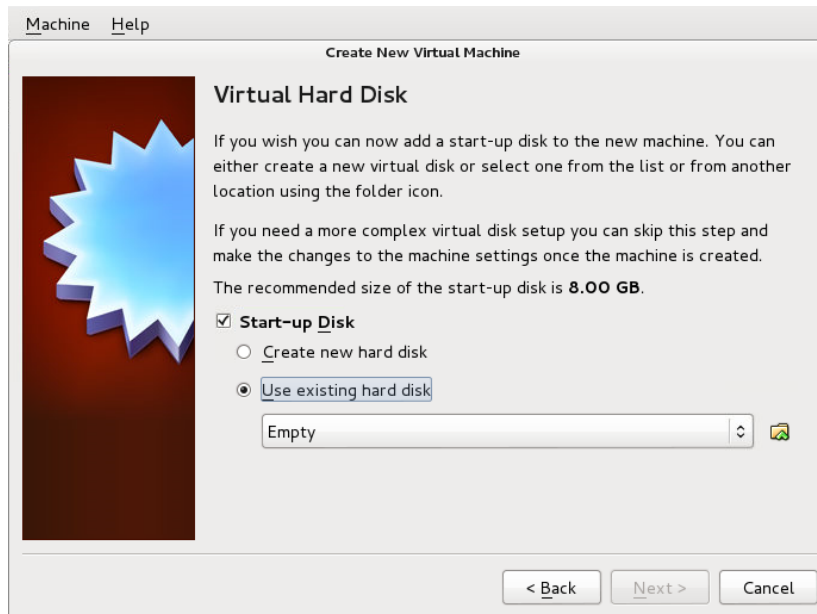 Machine Help
Create New Virtual Machine
Virtual Hard Disk
If you wish you can now add a start-up disk to the new machine. You can
either create a new virtual disk or select one from the list or from another
location using the folder icon.
If you need a more complex virtual disk setup you can skip this step and
make the changes to the machine settings once the machine is created.
The recommended size of the start-up disk is 8.00 GB.
Start-up Disk
Create new hard disk
Use existing hard disk
Empty
< Back Next > Cancel